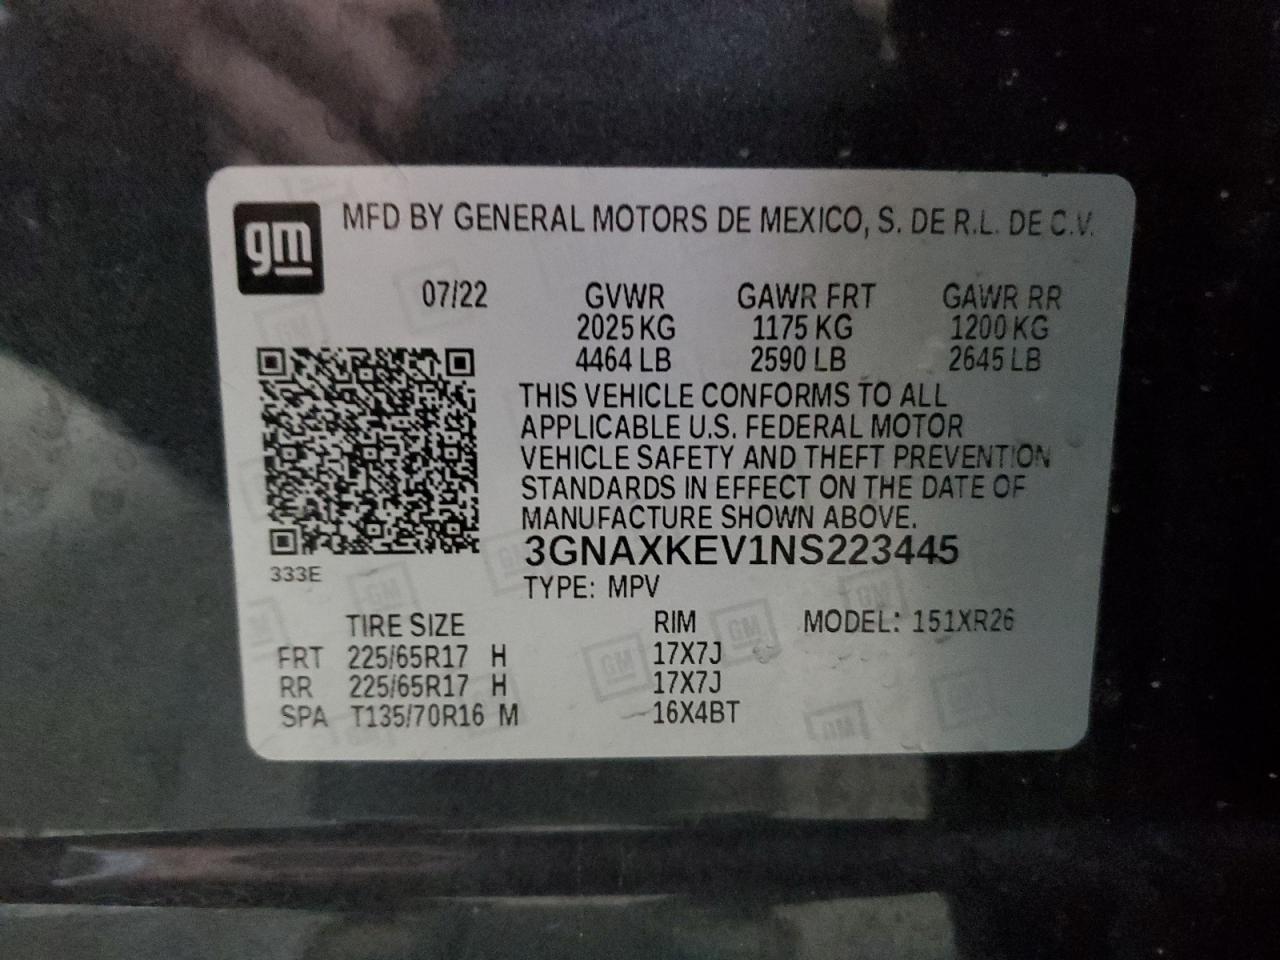 gm MFD BY GENERAL MOTORS DE MEXICO, S. DE R.L. DE C.V.
07/22 GVWR GAWR FRT GAWR RR
2025 KG 1175 KG 1200 KG
4464 LB 2590 LB 2645 LB
THIS VEHICLE CONFORMS TO ALL
APPLICABLE U.S. FEDERAL MOTOR
VEHICLE SAFETY AND THEFT PREVENTION
STANDARDS IN EFFECT ON THE DATE OF
MANUFACTURE SHOWN ABOVE.
3GNAXKEV1NS223445
333E
TYPE: MPV
TIRE SIZE RIM MODEL: 151XR26
FRT 225/65R17 H 17X7J
RR 225/65R17 H 17X7J
SPA T135/70R16 M 16X4BT